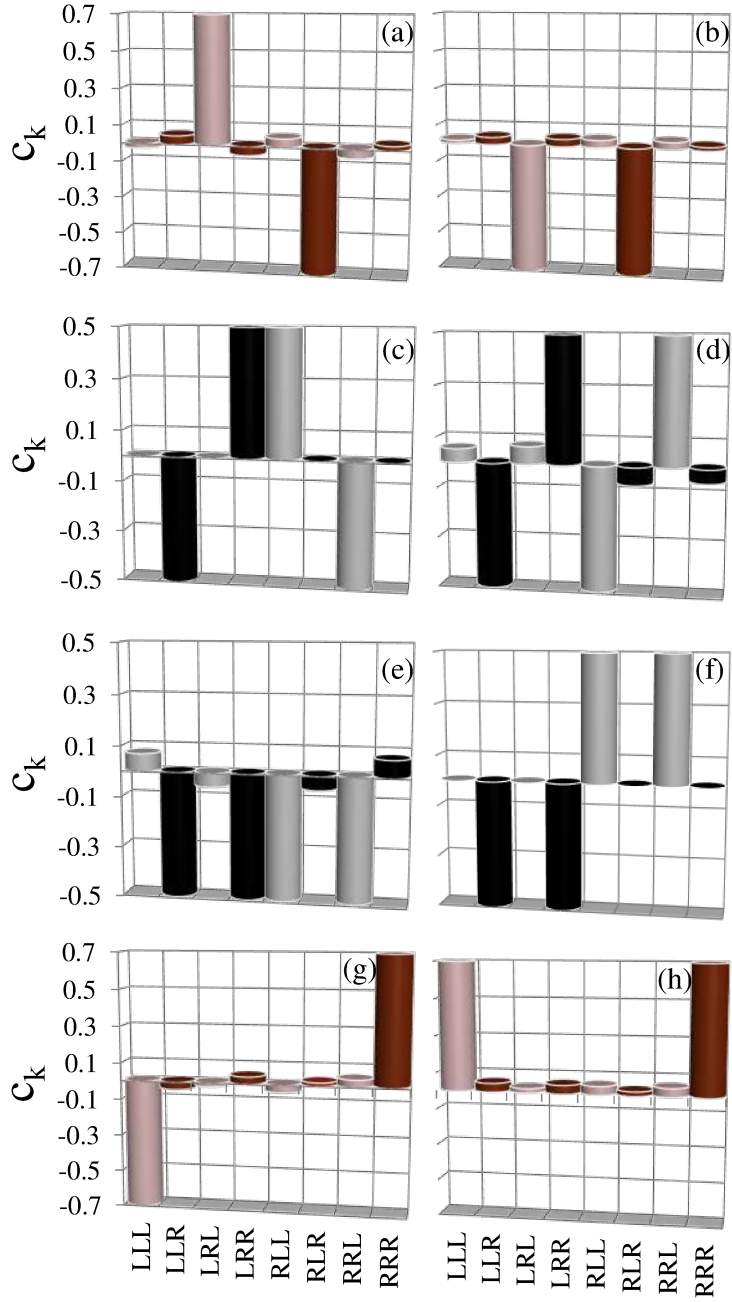 0.7
0.5
0.3
0.1
-0.1
-0.3
-0.5
-0.7
c_k
(a)
(b)
0.5
0.3
0.1
-0.1
-0.3
-0.5
c_k
(c)
(d)
0.5
0.3
0.1
-0.1
-0.3
-0.5
c_k
(e)
(f)
0.7
0.5
0.3
0.1
-0.1
-0.3
-0.5
-0.7
c_k
(g)
(h)
LLL
LLR
LRL
LRR
RLL
RLR
RRL
RRR
LLL
LLR
LRL
LRR
RLL
RLR
RRL
RRR